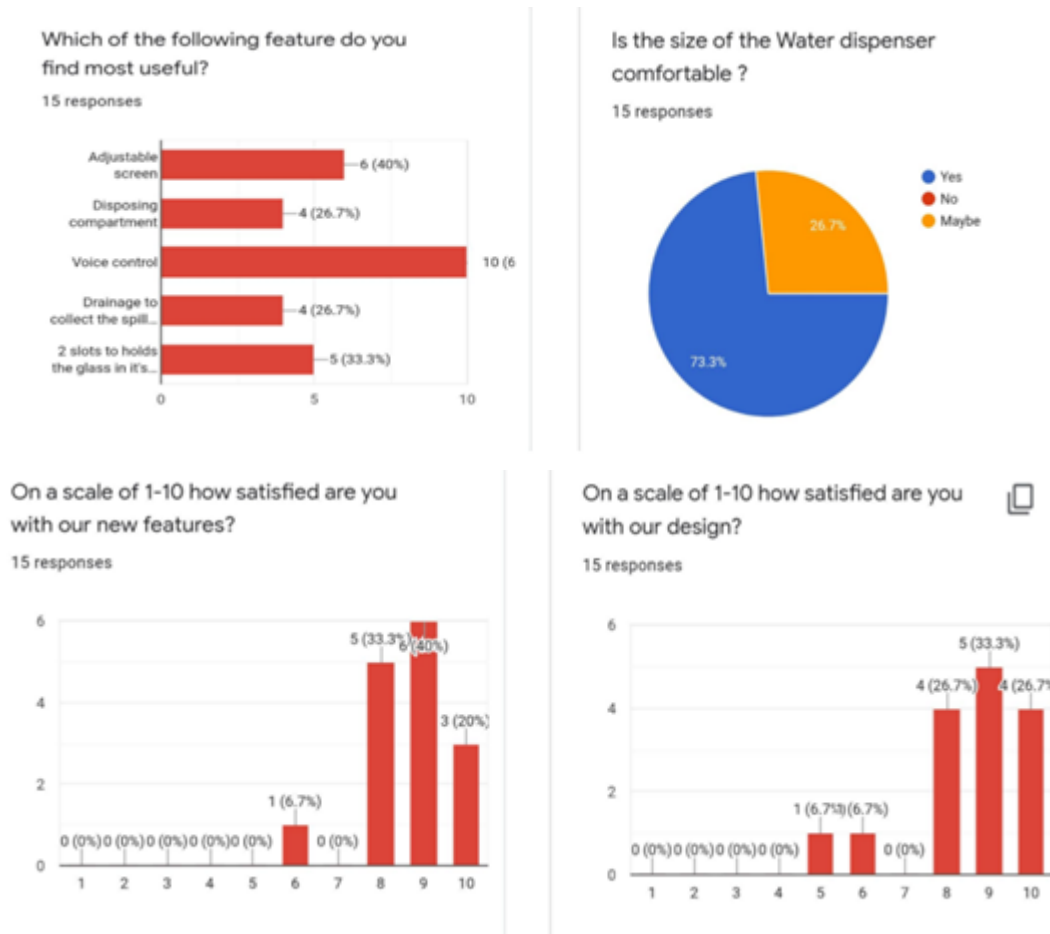 Which of the following feature do you
find most useful?
15 responses
Adjustable
screen
6 (40%)
Disposing
compartment
4 (26.7%)
Voice control
10 (6
Drainage to
collect the spill...
4 (26.7%)
2 slots to holds
the glass in it's...
5 (33.3%)
0 5 10
Is the size of the Water dispenser
comfortable ?
15 responses
Yes
No
Maybe
26.7%
73.3%
On a scale of 1-10 how satisfied are you
with our new features?
15 responses
6
5 (33.3%)
6 (40%)
4
3 (20%)
2
1 (6.7%)
0 (0%) 0 (0%) 0 (0%) 0 (0%) 0 (0%) 0 (0%)
0
1 2 3 4 5 6 7 8 9 10
On a scale of 1-10 how satisfied are you
with our design?
15 responses
6
5 (33.3%)
4 (26.7%) 4 (26.7%
4
2
1 (6.7%) (6.7%)
0 (0%) 0 (0%) 0 (0%) 0 (0%) 0 (0%)
0
1 2 3 4 5 6 7 8 9 10